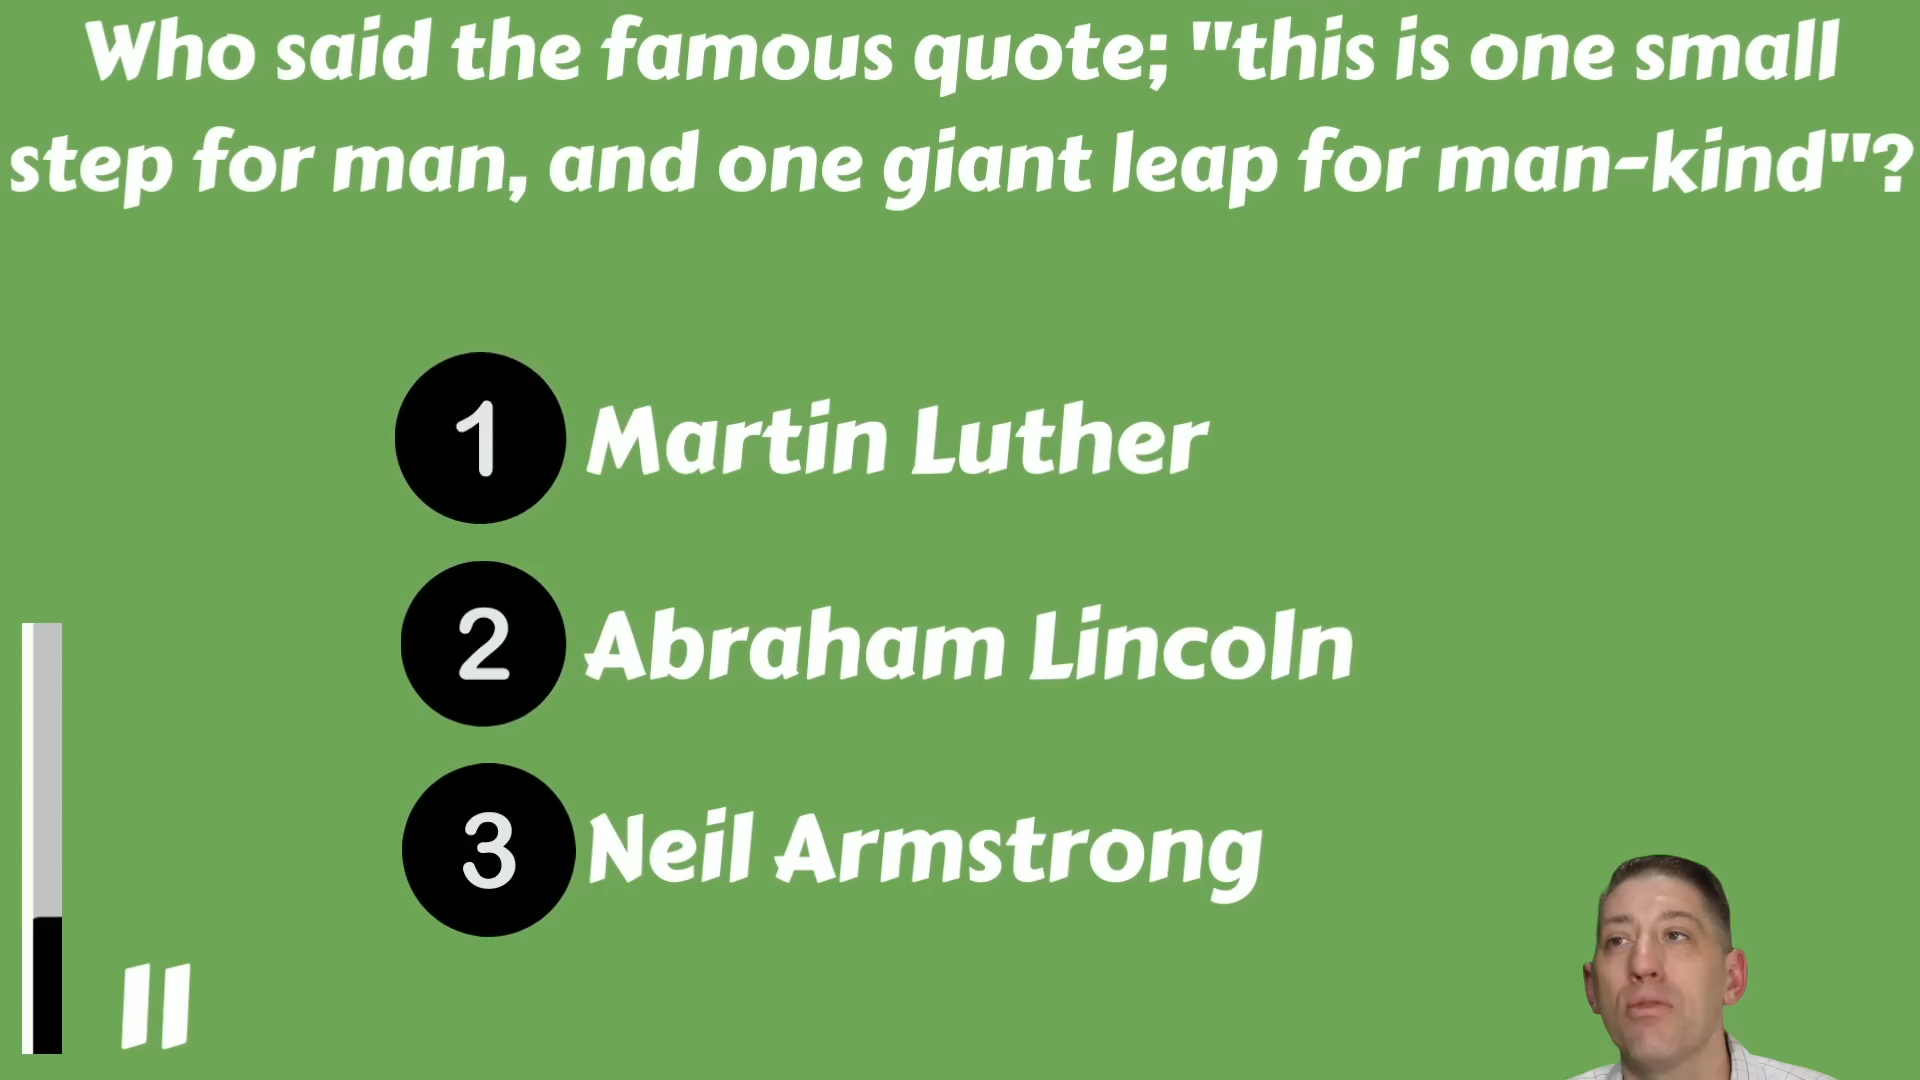 Who said the famous quote; "this is one small
step for man, and one giant leap for man-kind"?
1 Martin Luther
2 Abraham Lincoln
3 Neil Armstrong
11